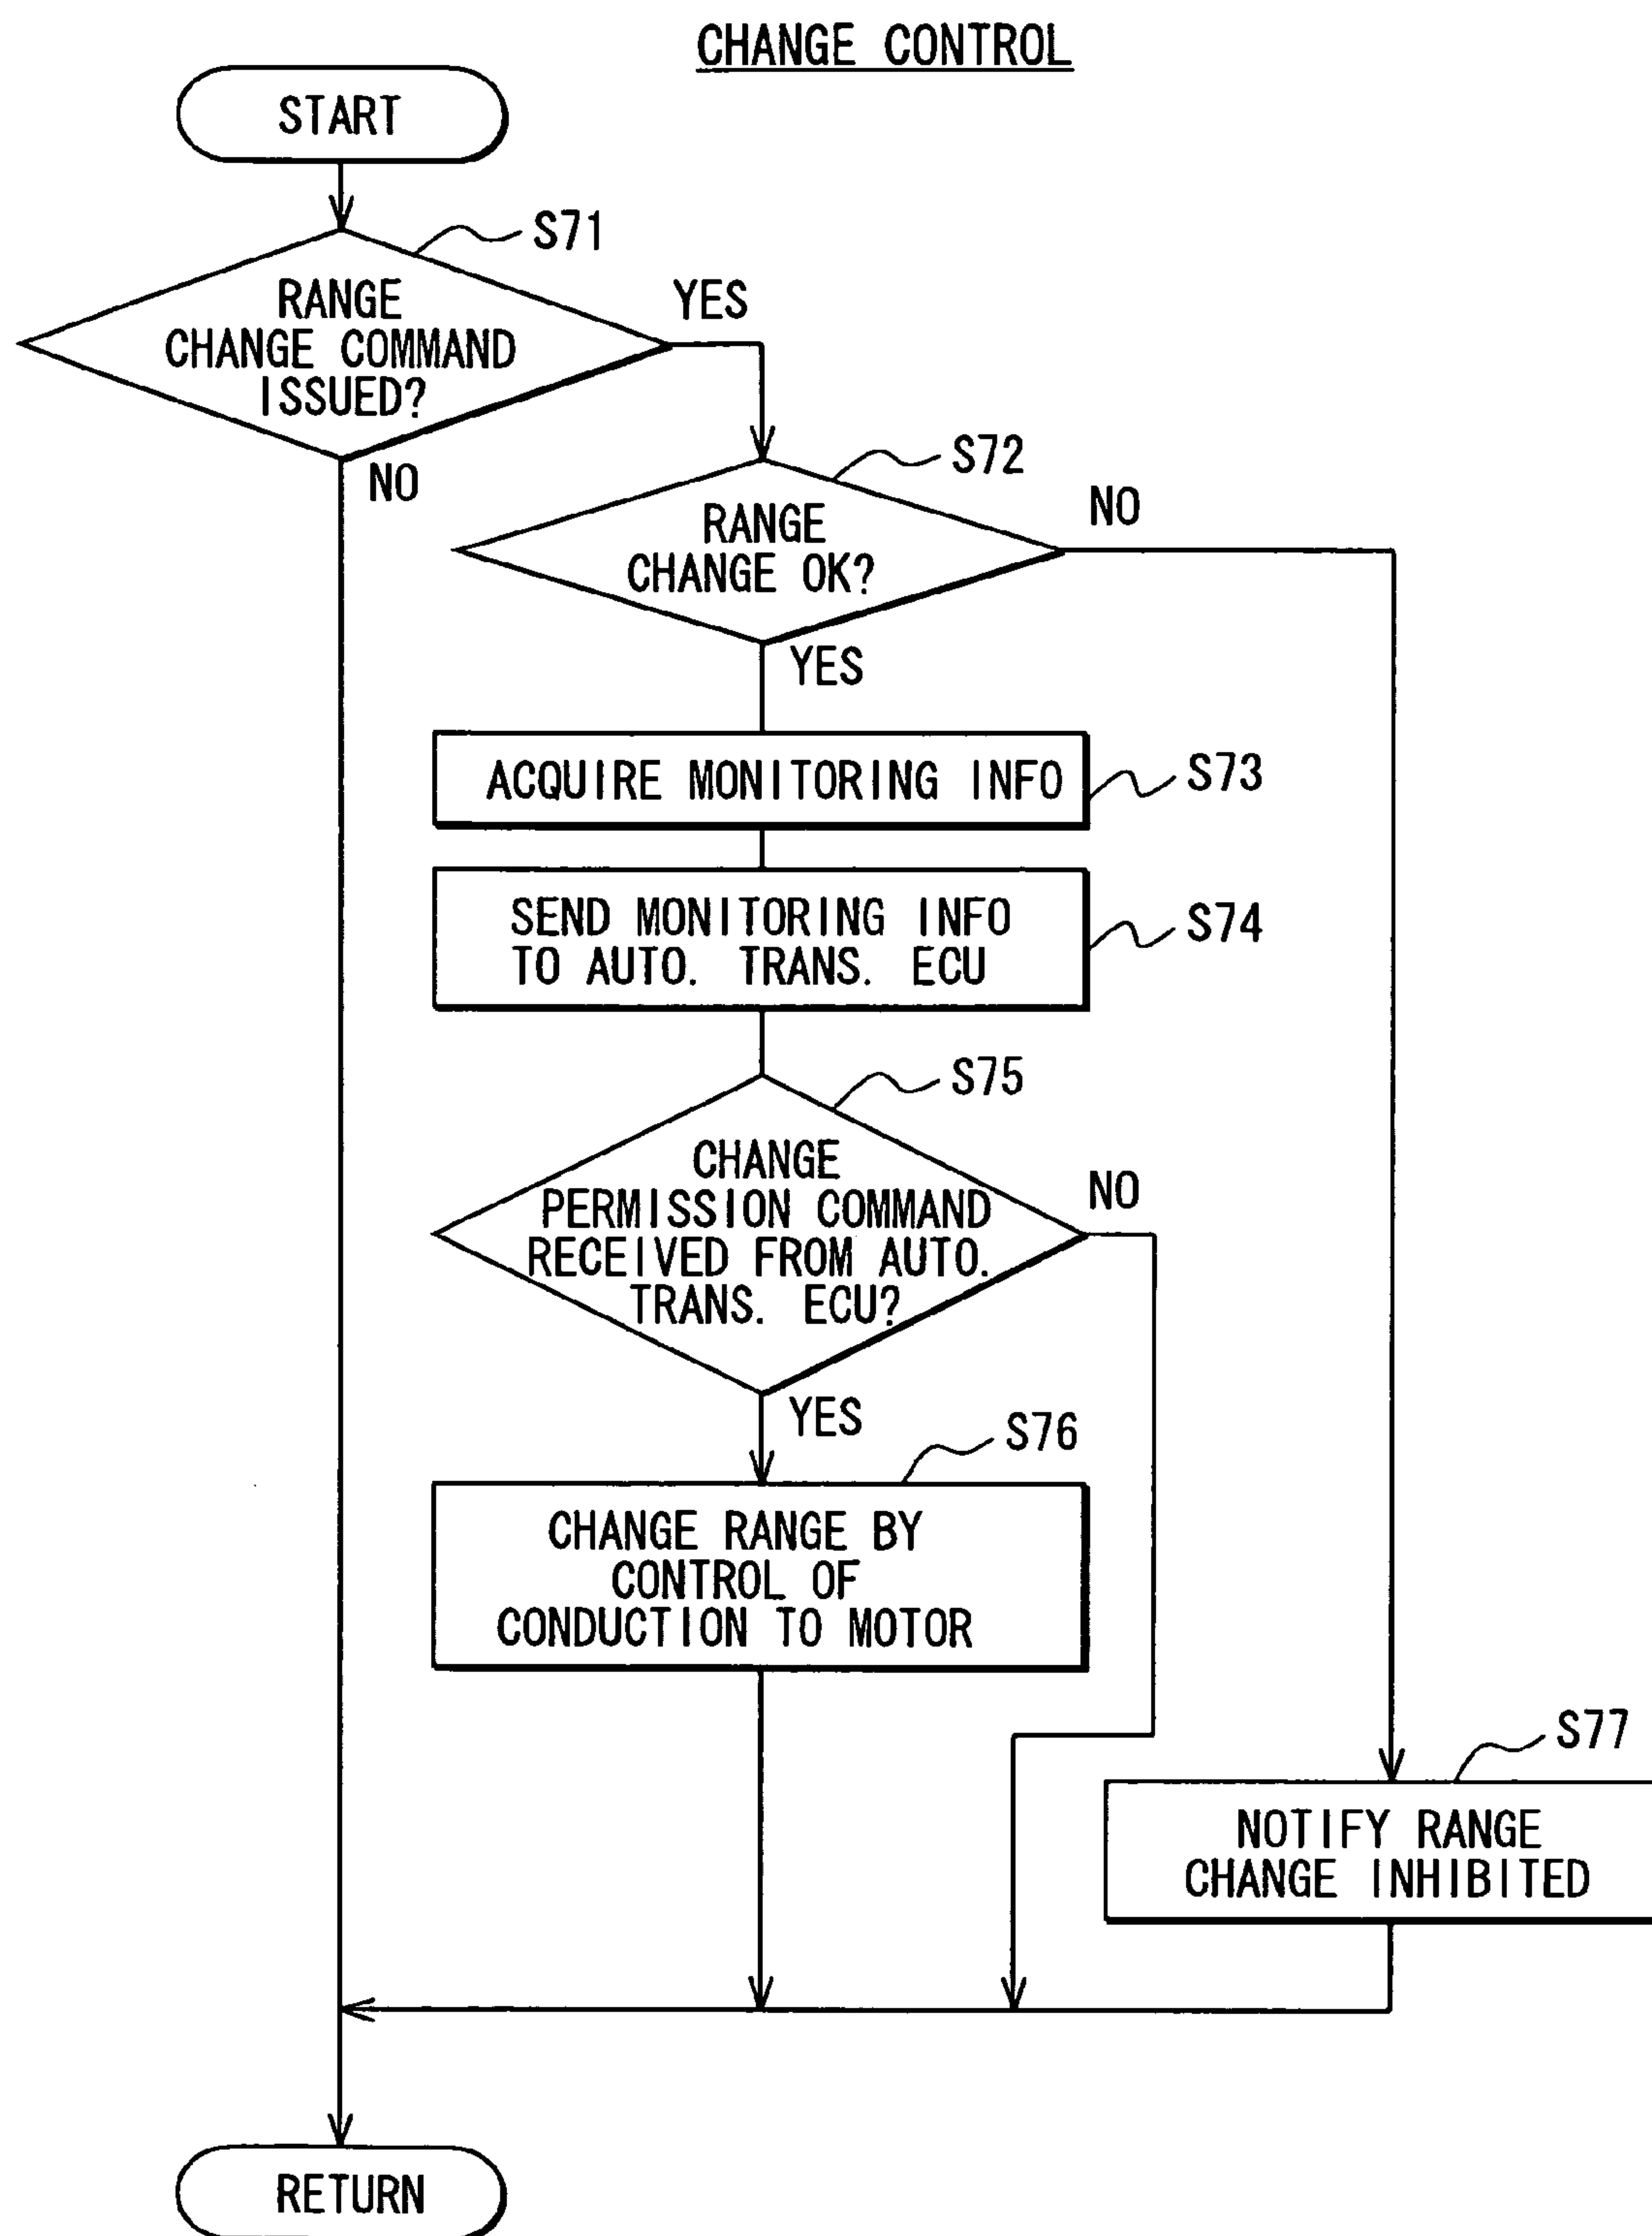 CHANGE CONTROL
START
S71
RANGE
CHANGE COMMAND
ISSUED?
YES
NO
S72
RANGE
CHANGE OK?
NO
YES
ACQUIRE MONITORING INFO
S73
SEND MONITORING INFO
TO AUTO. TRANS. ECU
S74
S75
CHANGE
PERMISSION COMMAND
RECEIVED FROM AUTO.
TRANS. ECU?
NO
YES
S76
CHANGE RANGE BY
CONTROL OF
CONDUCTION TO MOTOR
S77
NOTIFY RANGE
CHANGE INHIBITED
RETURN